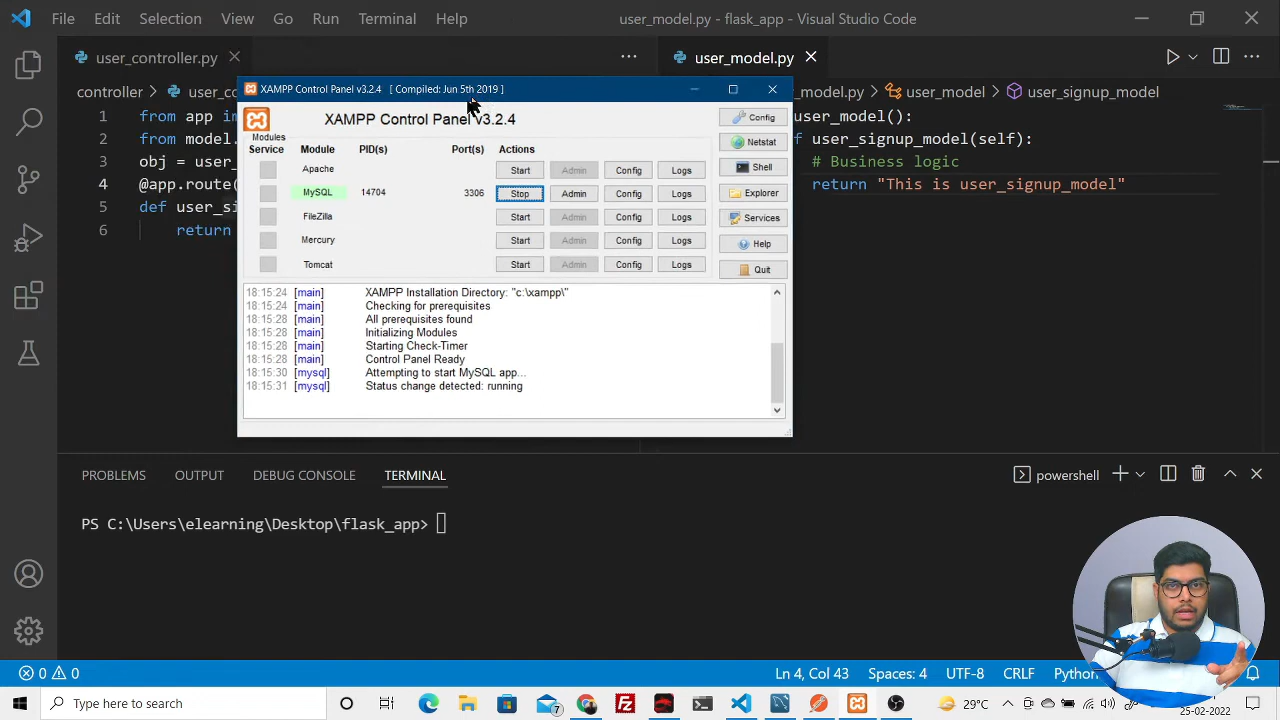 File Edit Selection View Go Run Terminal Help user_model.py - flask_app - Visual Studio Code
user_controller.py
user_model.py
controller
user_co
_model.py > user_model > user_signup_model
1 from app i
2 from model.
3 obj = user_
4 @app.route(
5 def user_si
6 return
user_model():
user_signup_model(self):
# Business logic
return "This is user_signup_model"
XAMPP Control Panel v3.2.4 [ Compiled: Jun 5th 2019 ]
XAMPP Control Panel v3.2.4
Modules
Service Module PID(s) Port(s) Actions
Apache Start Admin Config Logs
MySQL 14704 3306 Stop Admin Config Logs
FileZilla Start Admin Config Logs
Mercury Start Admin Config Logs
Tomcat Start Admin Config Logs
Config
Netstat
Shell
Explorer
Services
Help
Quit
18:15:24 [main] XAMPP Installation Directory: "c:\xampp\"
18:15:24 [main] Checking for prerequisites
18:15:28 [main] All prerequisites found
18:15:28 [main] Initializing Modules
18:15:28 [main] Starting Check-Timer
18:15:28 [main] Control Panel Ready
18:15:30 [mysql] Attempting to start MySQL app...
18:15:31 [mysql] Status change detected: running
PROBLEMS OUTPUT DEBUG CONSOLE TERMINAL powershell
PS C:\Users\elearning\Desktop\flask_app>
0 0 Ln 4, Col 43 Spaces: 4 UTF-8 CRLF Python
Type here to search 7 29°C 25-02-2022